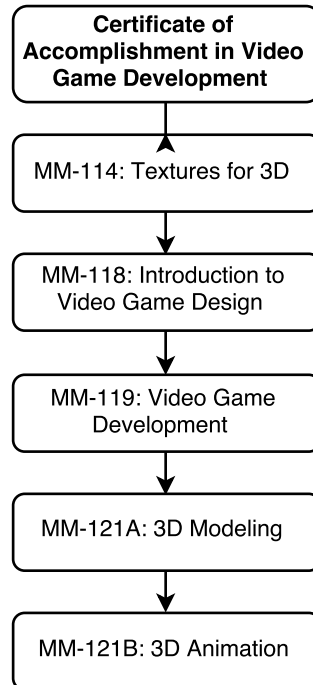 Certificate of
Accomplishment in Video
Game Development
MM-114: Textures for 3D
MM-118: Introduction to
Video Game Design
MM-119: Video Game
Development
MM-121A: 3D Modeling
MM-121B: 3D Animation